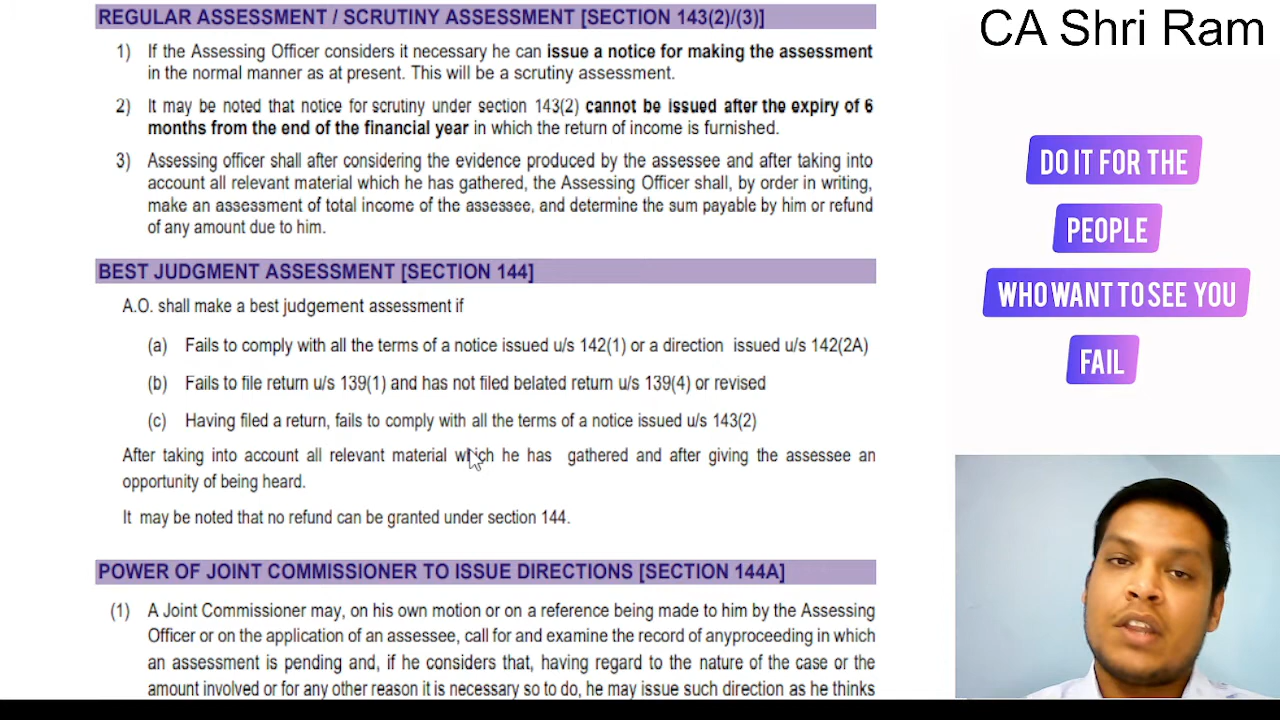 REGULAR ASSESSMENT / SCRUTINY ASSESSMENT [SECTION 143(2)/(3)]
1) If the Assessing Officer considers it necessary he can issue a notice for making the assessment
in the normal manner as at present. This will be a scrutiny assessment.
2) It may be noted that notice for scrutiny under section 143(2) cannot be issued after the expiry of 6
months from the end of the financial year in which the return of income is furnished.
3) Assessing officer shall after considering the evidence produced by the assessee and after taking into
account all relevant material which he has gathered, the Assessing Officer shall, by order in writing,
make an assessment of total income of the assessee, and determine the sum payable by him or refund
of any amount due to him.
BEST JUDGMENT ASSESSMENT [SECTION 144]
A.O. shall make a best judgement assessment if
(a) Fails to comply with all the terms of a notice issued u/s 142(1) or a direction issued u/s 142(2A)
(b) Fails to file return u/s 139(1) and has not filed belated return u/s 139(4) or revised
(c) Having filed a return, fails to comply with all the terms of a notice issued u/s 143(2)
After taking into account all relevant material which he has gathered and after giving the assessee an
opportunity of being heard.
It may be noted that no refund can be granted under section 144.
POWER OF JOINT COMMISSIONER TO ISSUE DIRECTIONS [SECTION 144A]
(1) A Joint Commissioner may, on his own motion or on a reference being made to him by the Assessing
Officer or on the application of an assessee, call for and examine the record of anyproceeding in which
an assessment is pending and, if he considers that, having regard to the nature of the case or the
amount involved or for any other reason it is necessary so to do, he may issue such direction as he thinks
CA Shri Ram
DO IT FOR THE
PEOPLE
WHO WANT TO SEE YOU
FAIL